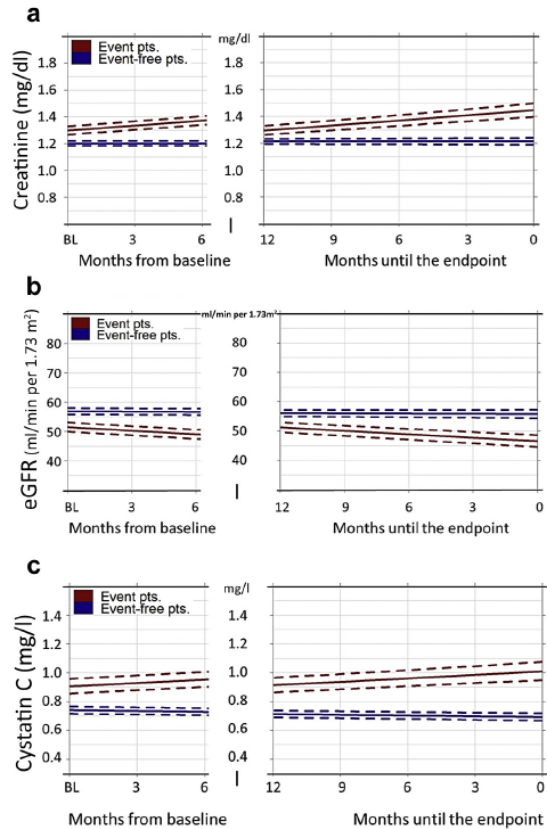 a
mg/dl
Event pts.
Event-free pts.
Creatinine (mg/dl)
1.8
1.6
1.4
1.2
1.0
0.8
1.8
1.6
1.4
1.2
1.0
0.8
BL
3
6
12
9
6
3
0
Months from baseline
Months until the endpoint
b
ml/min per 1.73m²
Event pts.
Event-free pts.
eGFR (ml/min per 1.73 m²)
80
70
60
50
40
80
70
60
50
40
BL
3
6
12
9
6
3
0
Months from baseline
Months until the endpoint
c
mg/l
Event pts.
Event-free pts.
Cystatin C (mg/l)
1.4
1.2
1.0
0.8
0.6
0.4
1.4
1.2
1.0
0.8
0.6
0.4
BL
3
6
12
9
6
3
0
Months from baseline
Months until the endpoint